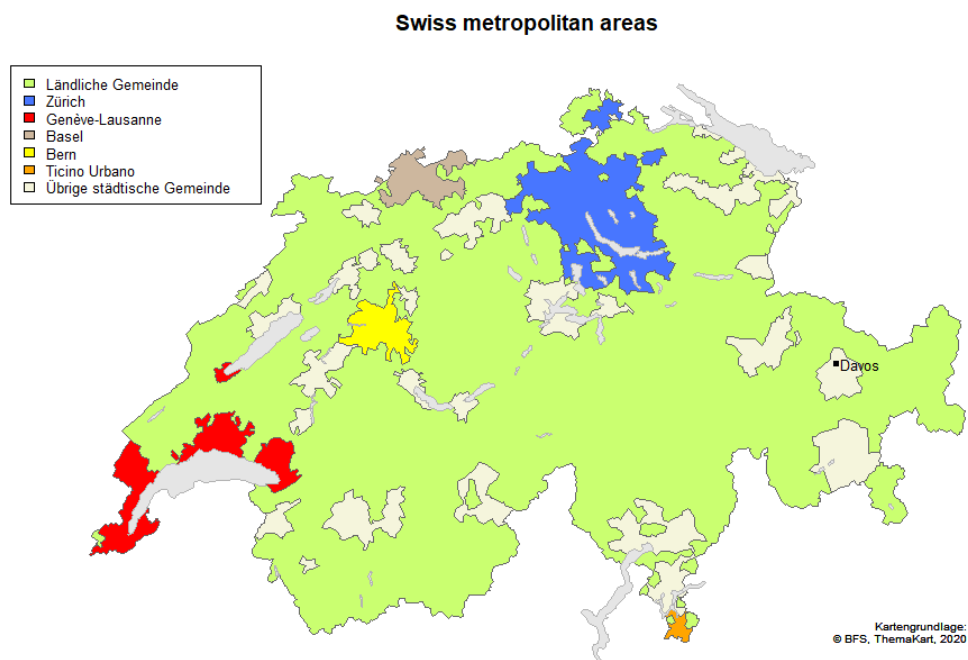 Swiss metropolitan areas
Ländliche Gemeinde
Zürich
Genève-Lausanne
Basel
Bern
Ticino Urbano
Übrige städtische Gemeinde
Davos
Kartengrundlage:
© BFS, ThemaKart, 2020